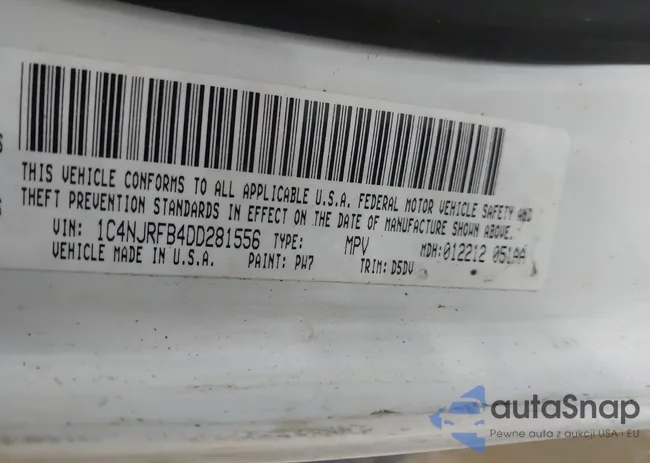 THIS VEHICLE CONFORMS TO ALL APPLICABLE U.S.A. FEDERAL MOTOR VEHICLE SAFETY AND
THEFT PREVENTION STANDARDS IN EFFECT ON THE DATE OF MANUFACTURE SHOWN ABOVE.
VIN: 1C4NJRFB4DD281556 TYPE: MPV MDH:012212 051AA
VEHICLE MADE IN U.S.A. PAINT: PW7 TRIM: D5DV
autaSnap
Pewne auta z aukcji USA i EU